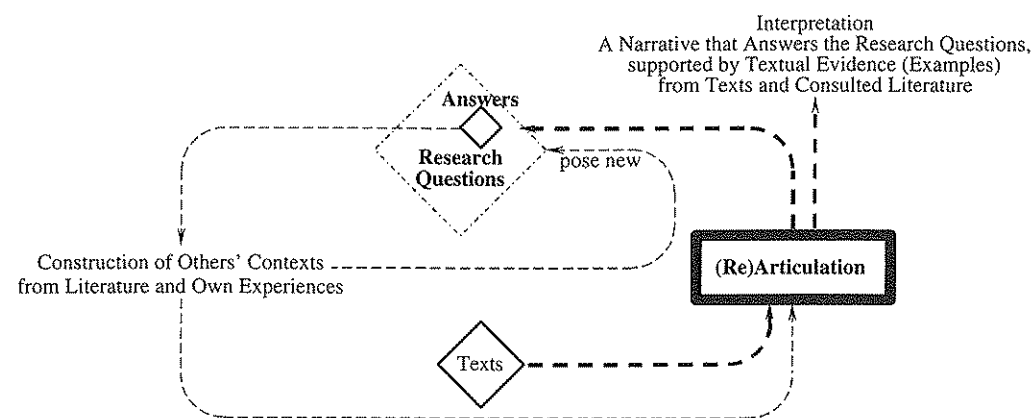 Interpretation
A Narrative that Answers the Research Questions,
supported by Textual Evidence (Examples)
from Texts and Consulted Literature
Answers
Research
Questions
pose new
Construction of Others' Contexts
from Literature and Own Experiences
(Re)Articulation
Texts